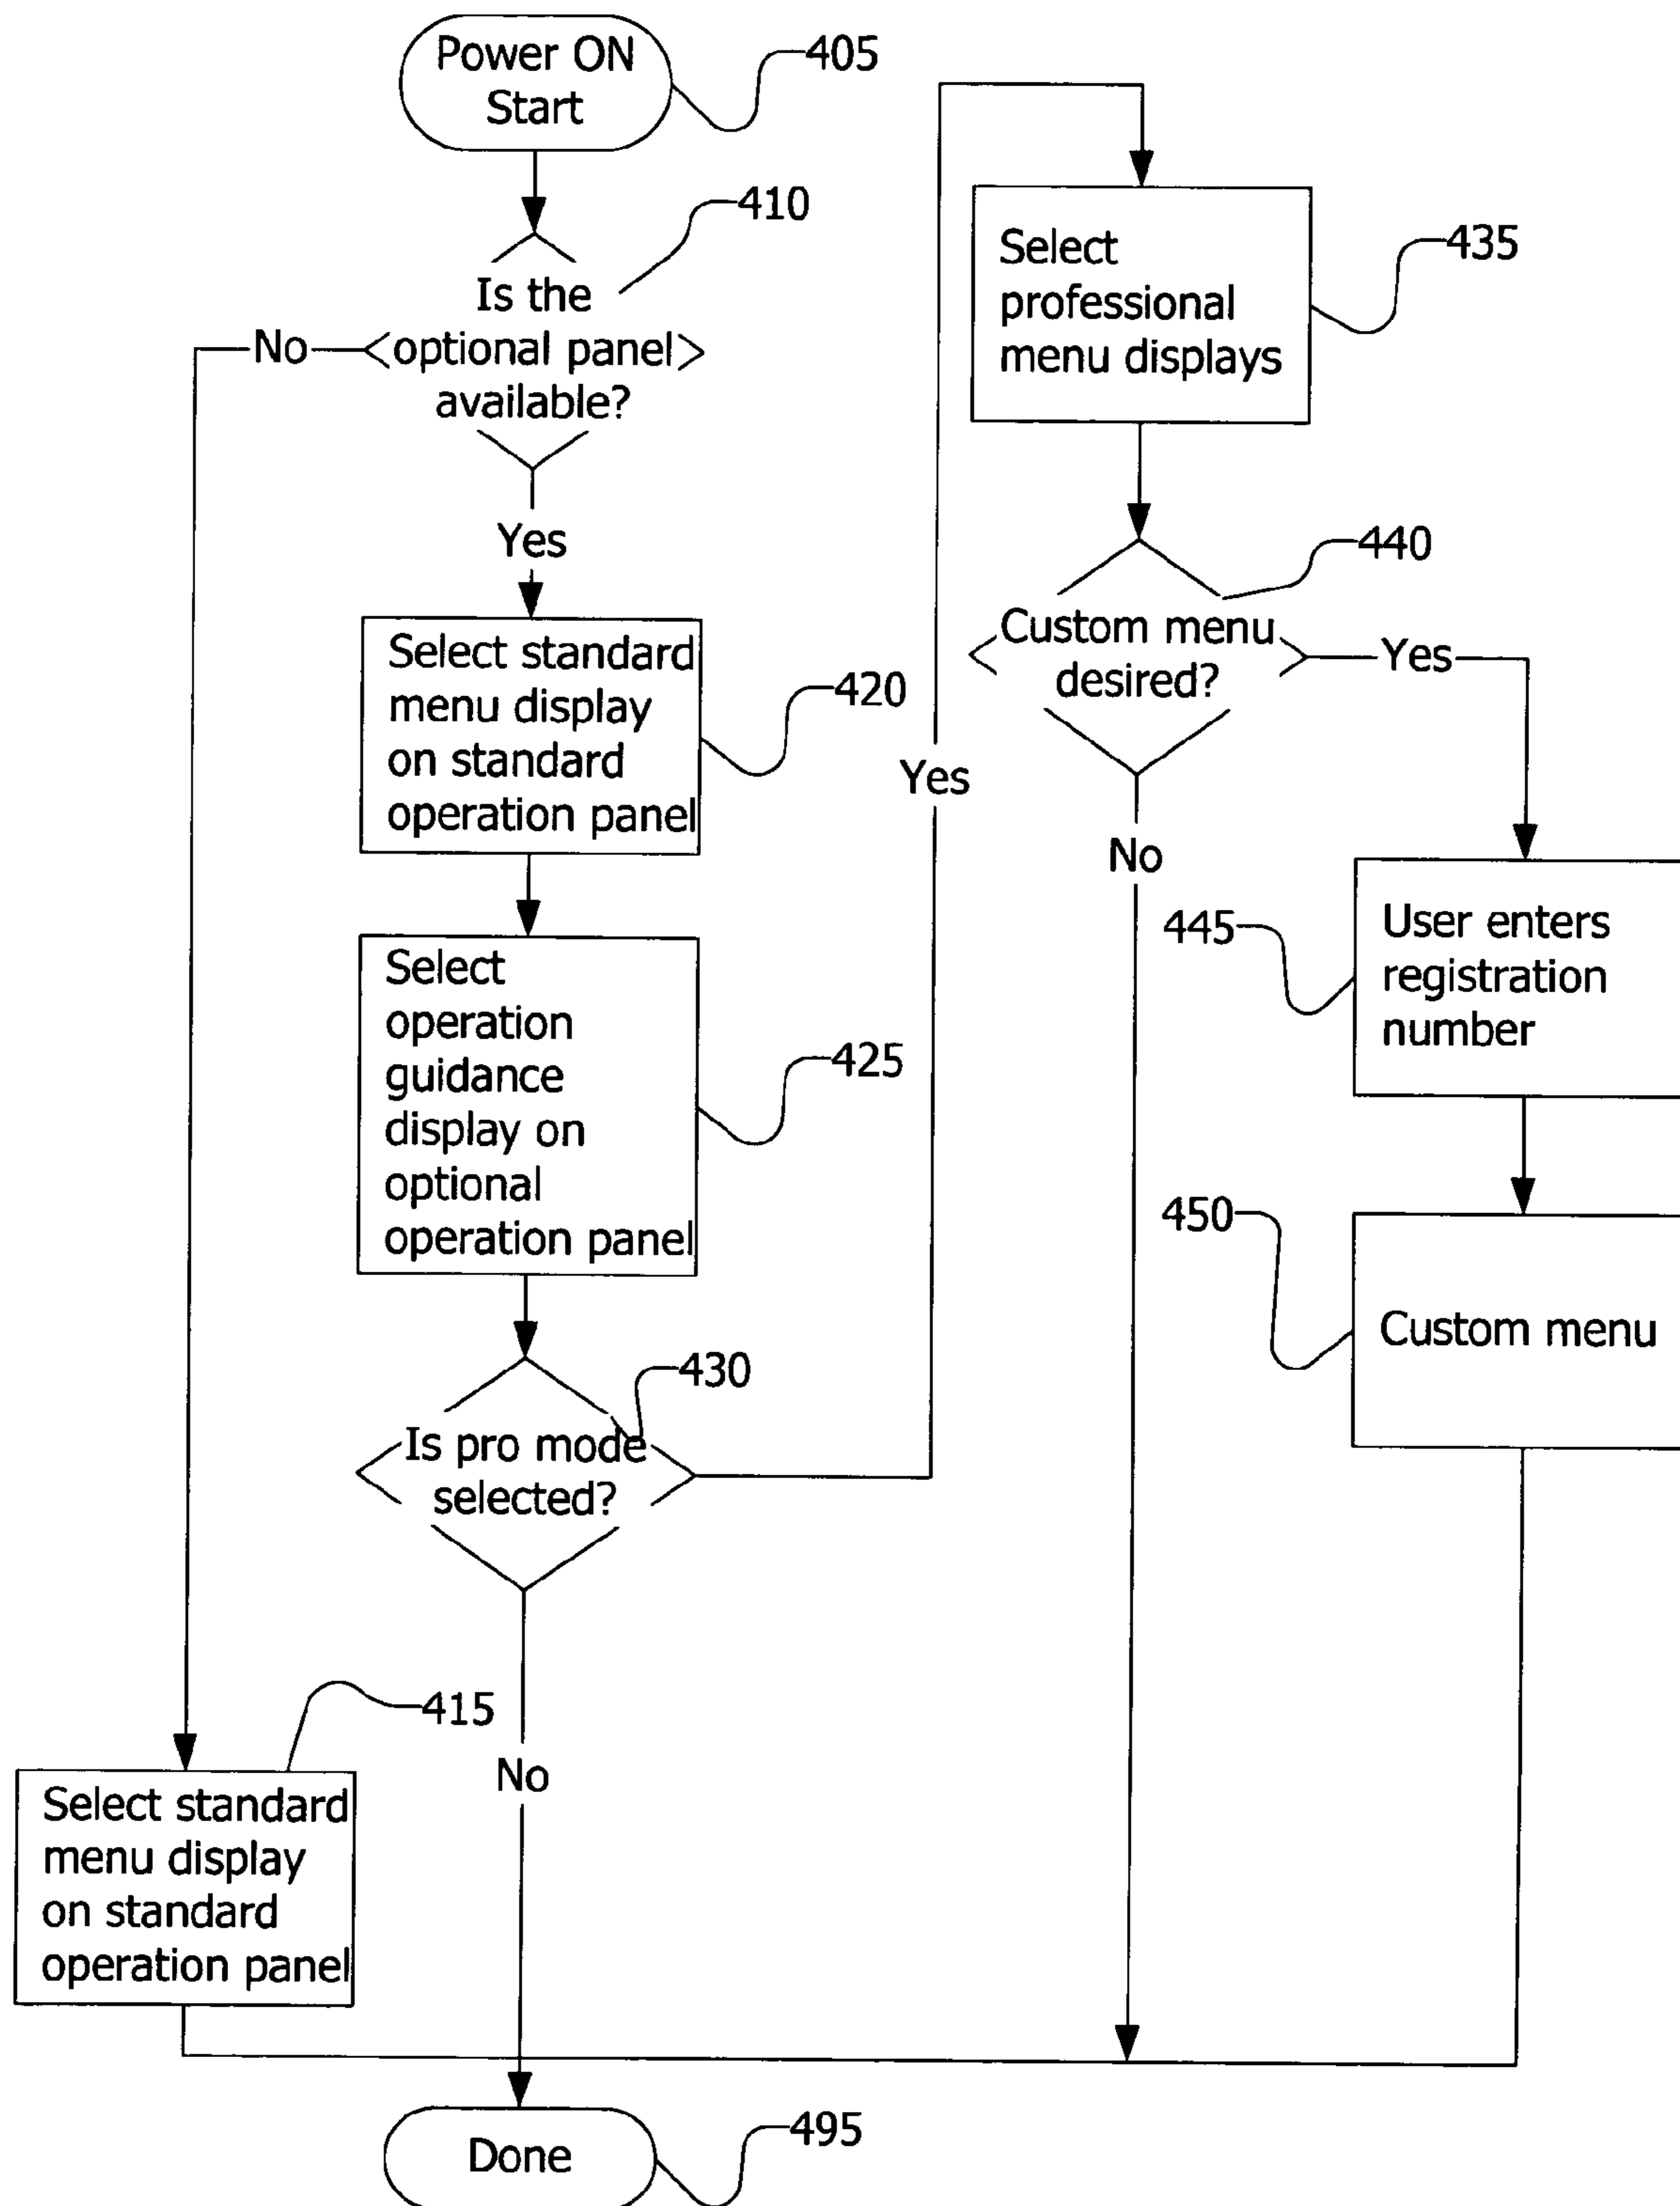 Power ON
Start
405
410
Is the
optional panel
available?
No
Yes
Select standard
menu display
on standard
operation panel
420
Select
operation
guidance
display on
optional
operation panel
425
430
Is pro mode
selected?
Yes
No
415
Select standard
menu display
on standard
operation panel
Select
professional
menu displays
435
440
Custom menu
desired?
Yes
No
445
User enters
registration
number
450
Custom menu
Done
495